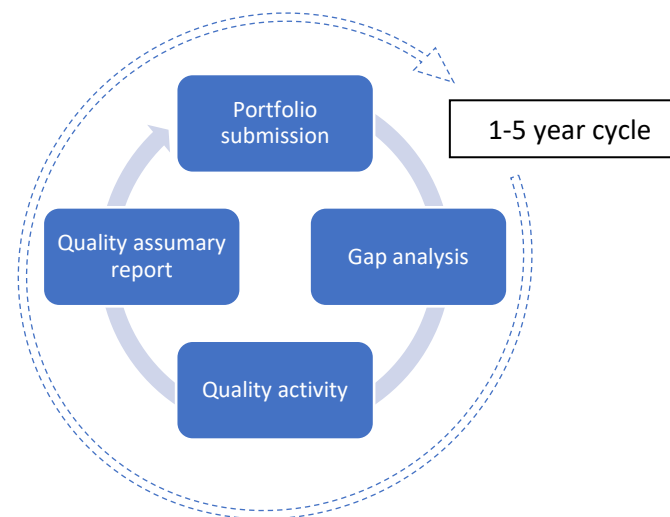 Portfolio
submission
1-5 year cycle
Quality assumary
report
Gap analysis
Quality activity